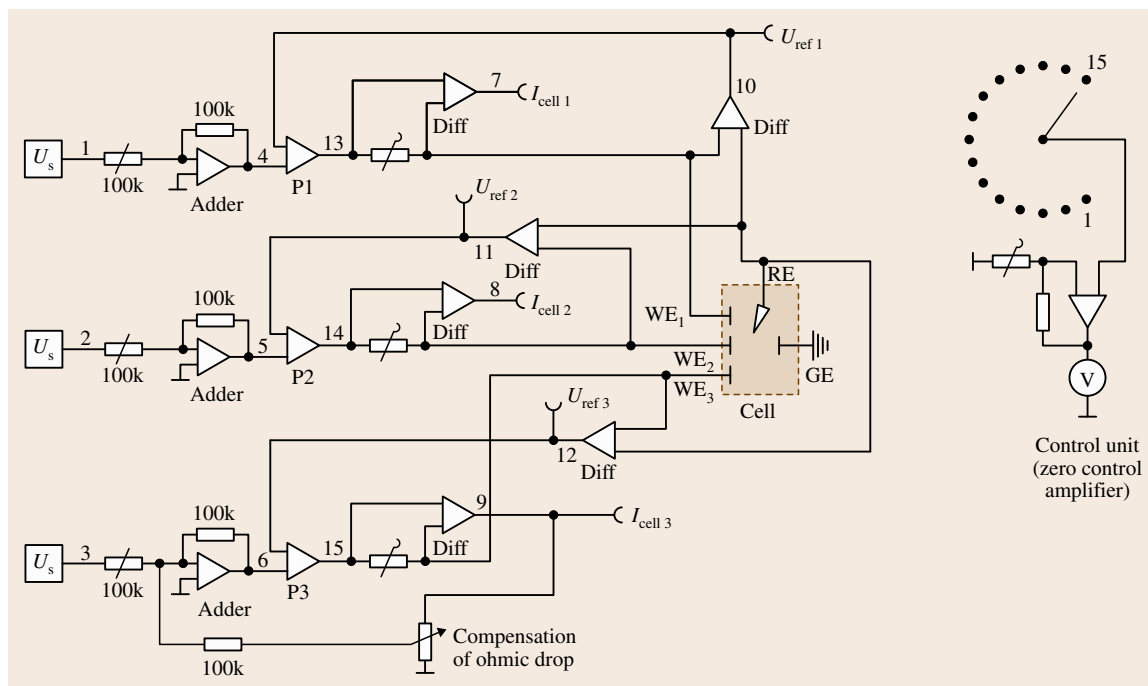 U_ref 1
15
10
7
I_cell 1
Diff
Diff
100k
U_s
1
4
13
P1
100k
Adder
1
U_ref 2
11
Diff
RE
8
I_cell 2
Diff
100k
U_s
2
5
14
P2
100k
Adder
WE_1
WE_2
WE_3
GE
Cell
V
Control unit
(zero control
amplifier)
U_ref 3
12
Diff
9
I_cell 3
Diff
100k
U_s
3
6
15
P3
100k
Adder
100k
Compensation
of ohmic drop